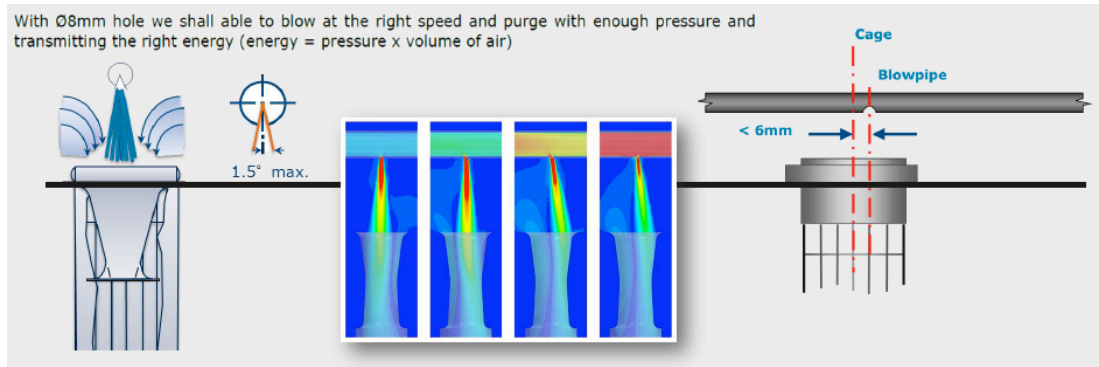 With Ø8mm hole we shall able to blow at the right speed and purge with enough pressure and
transmitting the right energy (energy = pressure x volume of air)
Cage
Blowpipe
< 6mm
1.5° max.